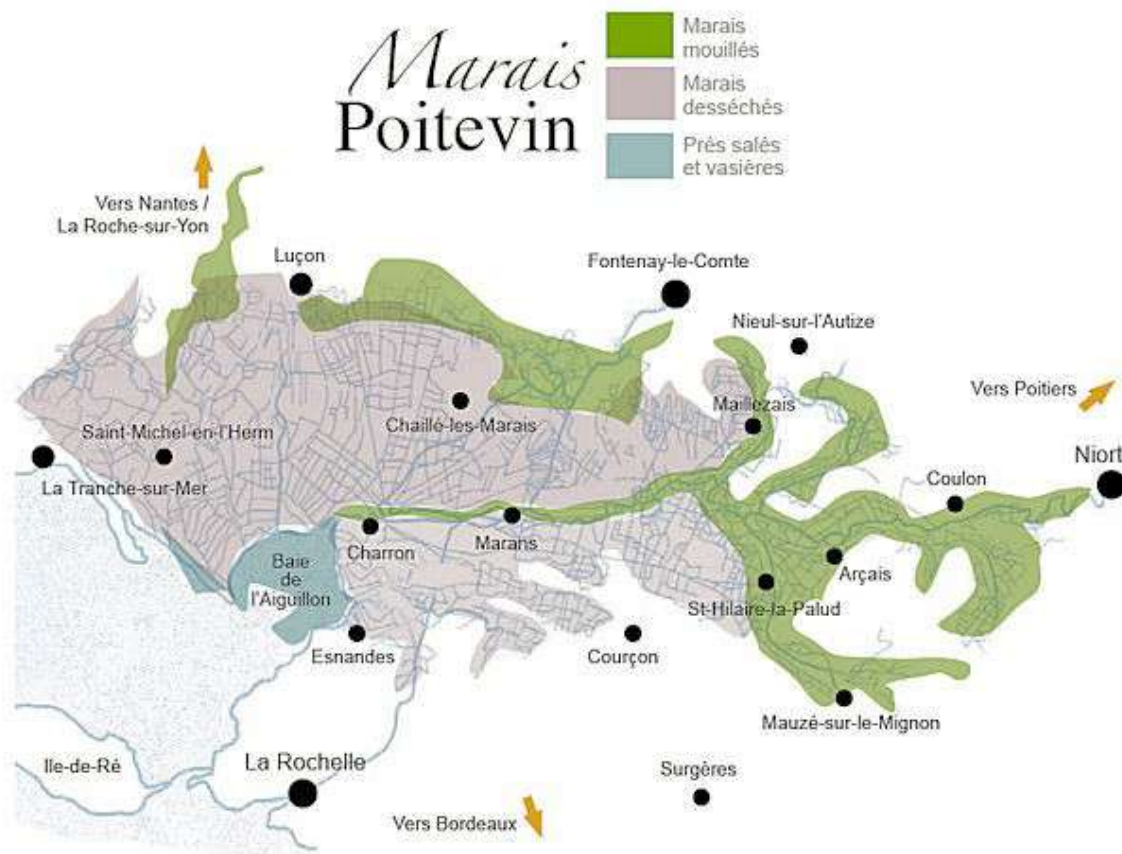 Marais
Poitevin
Marais
mouillés
Marais
desséchés
Prés salés
et vasières
Vers Nantes /
La Roche-sur-Yon
Luçon
Fontenay-le-Comte
Nieul-sur-l'Autize
Vers Poitiers
Maillezais
Chaillé-les-Marais
Saint-Michel-en-l'Herm
La Tranche-sur-Mer
Niort
Coulon
Charron
Marans
Baie
de
l'Aiguillon
Arçais
St-Hilaire-la-Palud
Esnandes
Courçon
Mauzé-sur-le-Mignon
Ile-de-Ré
La Rochelle
Surgères
Vers Bordeaux